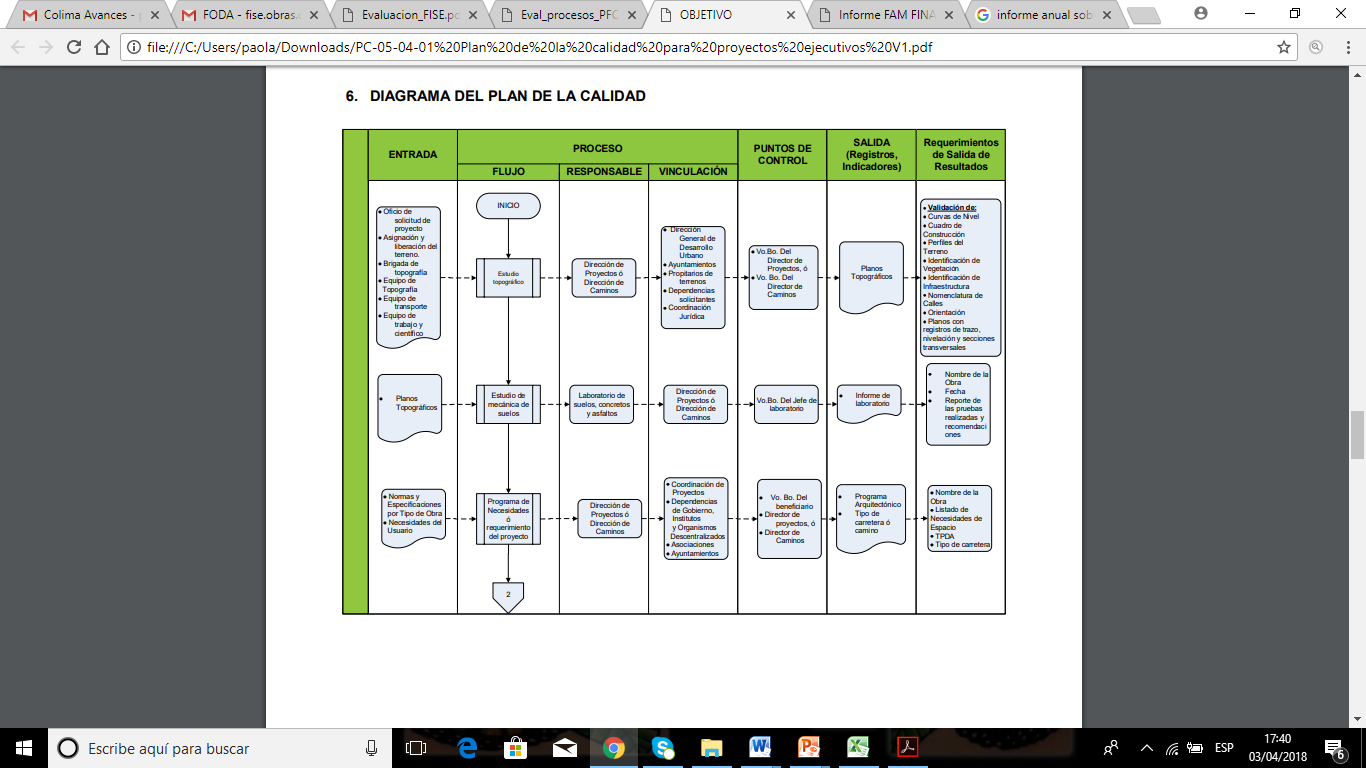 Colima Avances - p
FODA - fise.obras.c
Evaluacion_FISE.pd
Eval_procesos_PFC
OBJETIVO
Informe FAM FINA
informe anual sob
file:///C:/Users/paola/Downloads/PC-05-04-01%20Plan%20de%20la%20calidad%20para%20proyectos%20ejecutivos%20V1.pdf
6. DIAGRAMA DEL PLAN DE LA CALIDAD
ENTRADA
PROCESO
FLUJO
RESPONSABLE
VINCULACIÓN
PUNTOS DE
CONTROL
SALIDA
(Registros,
Indicadores)
Requerimientos
de Salida de
Resultados
INICIO
• Oficio de
solicitud de
proyecto
• Asignación y
liberación del
terreno.
• Brigada de
topografía
• Equipo de
Topografía
• Equipo de
transporte
• Equipo de
trabajo y
científico
Estudio
topográfico
Dirección de
Proyectos ó
Dirección de
Caminos
• Dirección
General de
Desarrollo
Urbano
• Ayuntamientos
• Propitarios de
terrenos
• Dependencias
solicitantes
• Coordinación
Jurídica
• Vo.Bo. Del
Director de
Proyectos, ó
• Vo. Bo. Del
Director de
Caminos
Planos
Topográficos
• Validación de:
• Curvas de Nivel
• Cuadro de
Construcción
• Perfiles del
Terreno
• Identificación de
Vegetación
• Identificación de
Infraestructura
• Nomenclatura de
Calles
• Orientación
• Planos con
registros de trazo,
nivelación y secciones
transversales
• Planos
Topográficos
Estudio de
mecánica de
suelos
Laboratorio de
suelos, concretos
y asfaltos
Dirección de
Proyectos ó
Dirección de
Caminos
Vo.Bo. Del Jefe de
laboratorio
• Informe de
laboratorio
• Nombre de la
Obra
• Fecha
• Reporte de
las pruebas
realizadas y
recomendaci
ones
• Normas y
Especificaciones
por Tipo de Obra
• Necesidades del
Usuario
Programa de
Necesidades
ó
requerimiento
del proyecto
Dirección de
Proyectos ó
Dirección de
Caminos
• Coordinación de
Proyectos
• Dependencias
de Gobierno,
Institutos
y Organismos
Descentralizados
• Asociaciones
• Ayuntamientos
• Vo. Bo. Del
beneficiario
• Director de
proyectos, ó
• Director de
Caminos
• Programa
Arquitectónico
• Tipo de
carretera ó
camino
• Nombre de la
Obra
• Listado de
Necesidades de
Espacio
• TPDA
• Tipo de carretera
2
Escribe aquí para buscar
ESP
17:40
03/04/2018
6